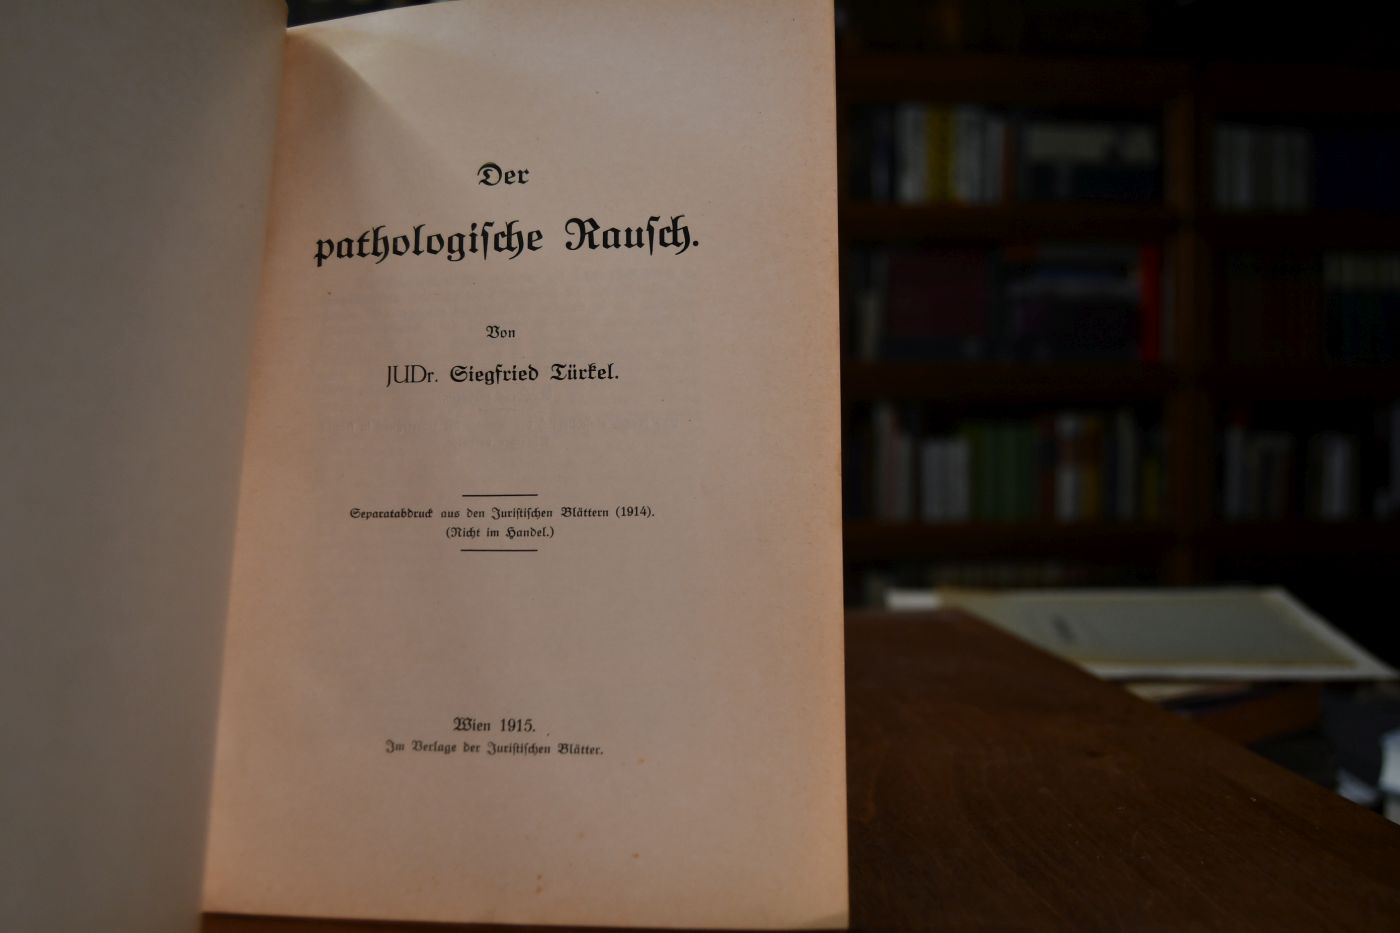 Der
pathologische Rausch.
Von
JUDr. Siegfried Türkel.
Separatabdruck aus den Juristischen Blättern (1914).
(Nicht im Handel.)
Wien 1915.
Im Verlage der Juristischen Blätter.